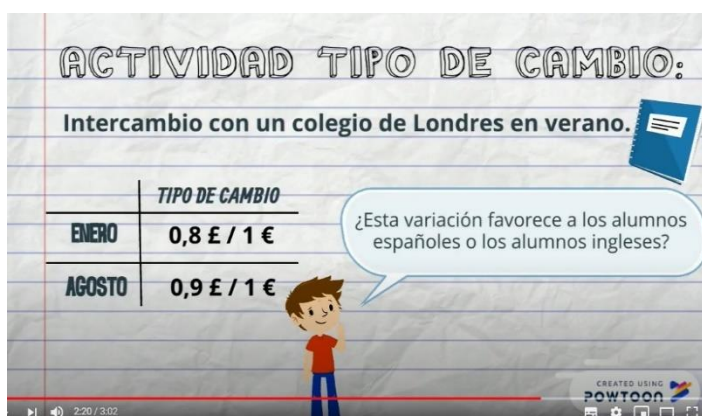 ACTIVIDAD TIPO DE CAMBIO:
Intercambio con un colegio de Londres en verano.
TIPO DE CAMBIO
ENERO 0,8 £ / 1 €
AGOSTO 0,9 £ / 1 €
¿Esta variación favorece a los alumnos
españoles o los alumnos ingleses?
CREATED USING
POWTOON
2:20 / 3:02